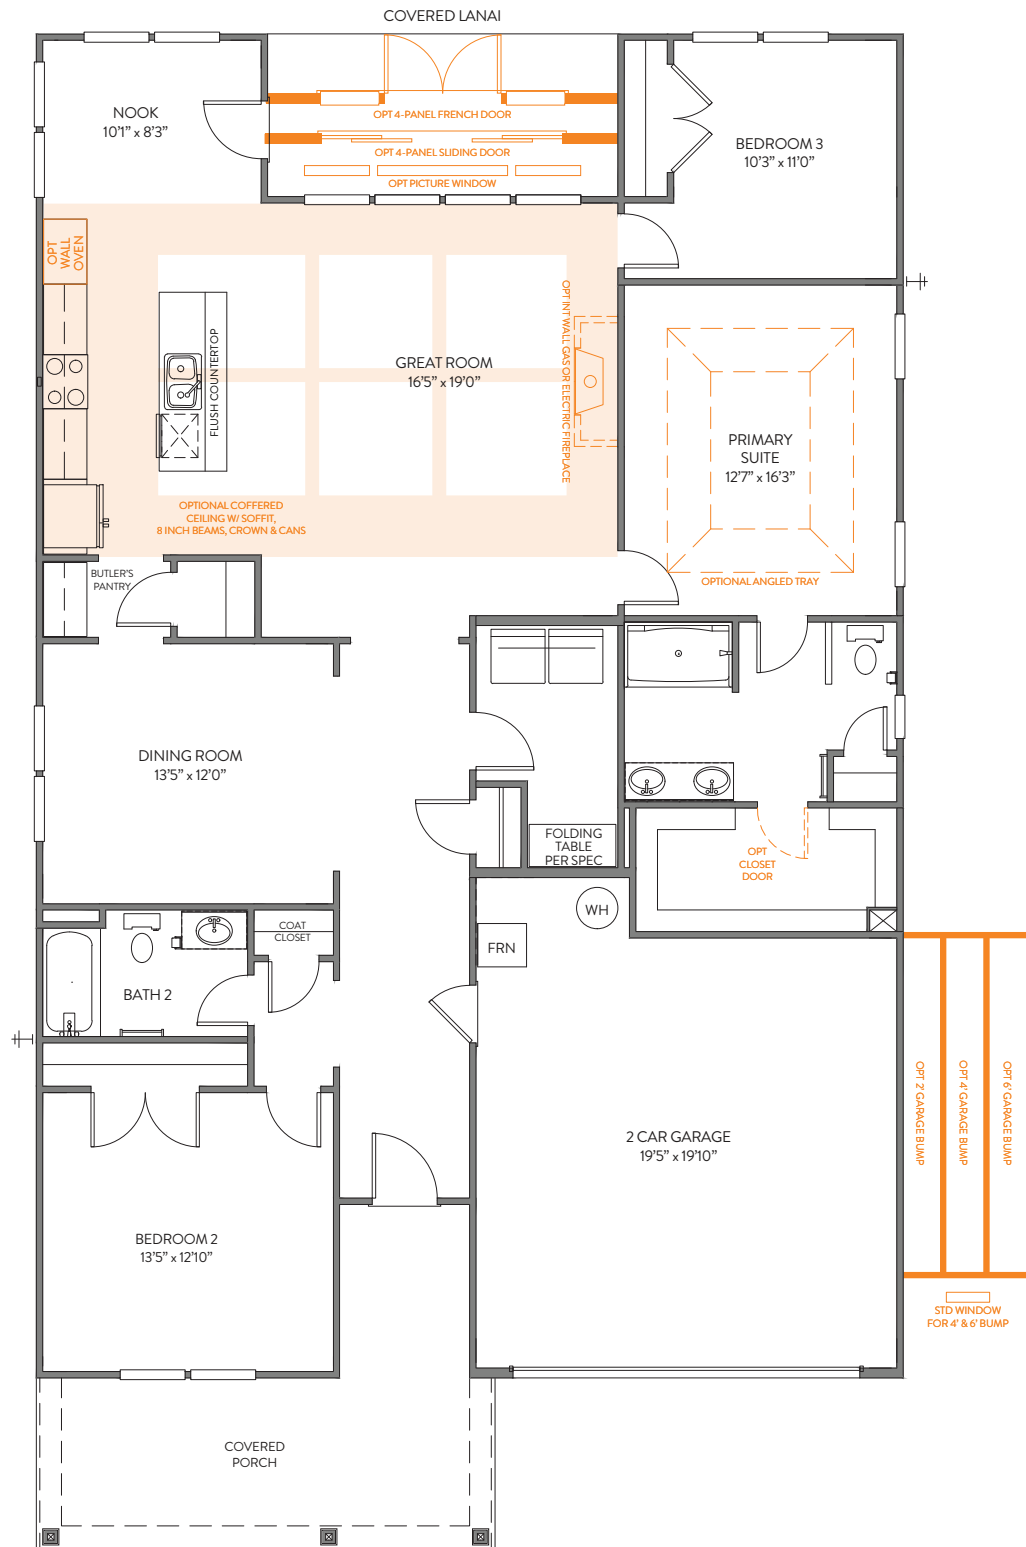 COVERED LANAI
NOOK
10'1" x 8'3"
OPT 4-PANEL FRENCH DOOR
OPT 4-PANEL SLIDING DOOR
OPT PICTURE WINDOW
BEDROOM 3
10'3" x 11'0"
OPT
WALL
OVEN
FLUSH COUNTERTOP
GREAT ROOM
16'5" x 19'0"
OPT INT WALL GAS OR ELECTRIC FIREPLACE
PRIMARY
SUITE
12'7" x 16'3"
OPTIONAL COFFERED
CEILING W/ SOFFIT,
8 INCH BEAMS, CROWN & CANS
OPTIONAL ANGLED TRAY
BUTLER'S
PANTRY
DINING ROOM
13'5" x 12'0"
FOLDING
TABLE
PER SPEC
OPT
CLOSET
DOOR
WH
FRN
COAT
CLOSET
BATH 2
2 CAR GARAGE
19'5" x 19'10"
OPT 2' GARAGE BUMP
OPT 4' GARAGE BUMP
OPT 6' GARAGE BUMP
BEDROOM 2
13'5" x 12'10"
STD WINDOW
FOR 4' & 6' BUMP
COVERED
PORCH